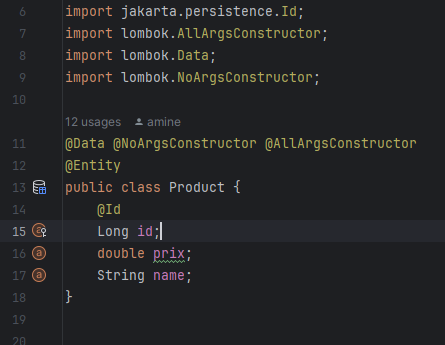 6 import jakarta.persistence.Id;
7 import lombok.AllArgsConstructor;
8 import lombok.Data;
9 import lombok.NoArgsConstructor;
10
12 usages amine
11 @Data @NoArgsConstructor @AllArgsConstructor
12 @Entity
13 public class Product {
14 @Id
15 Long id;
16 double prix;
17 String name;
18 }
19
20